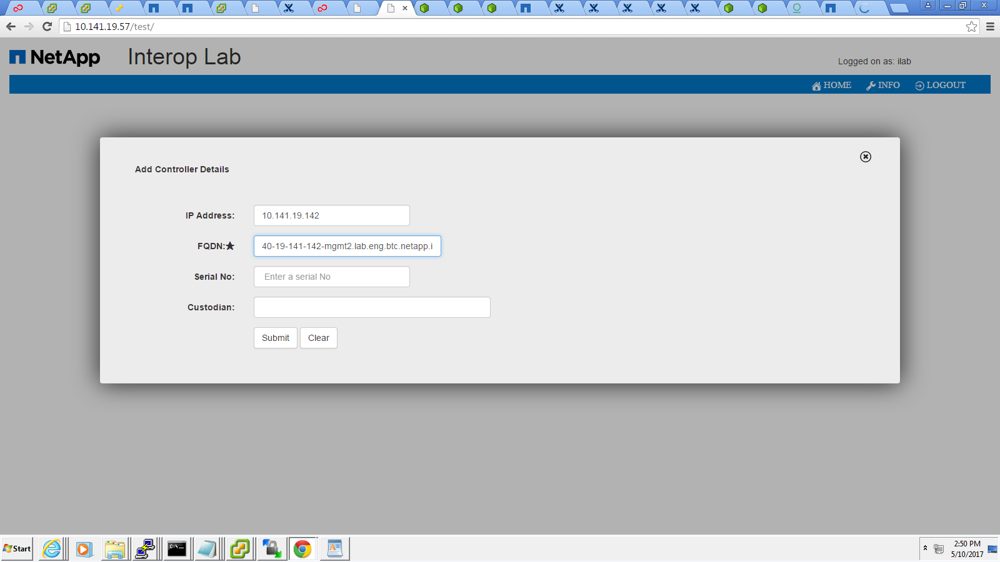 10.141.19.57/test/
NetApp Interop Lab
Logged on as: ilab
HOME INFO LOGOUT
Add Controller Details
IP Address: 10.141.19.142
FQDN:★ 40-19-141-142-mgmt2.lab.eng.btc.netapp.i
Serial No: Enter a serial No
Custodian:
Submit Clear
Start
2:50 PM
5/10/2017